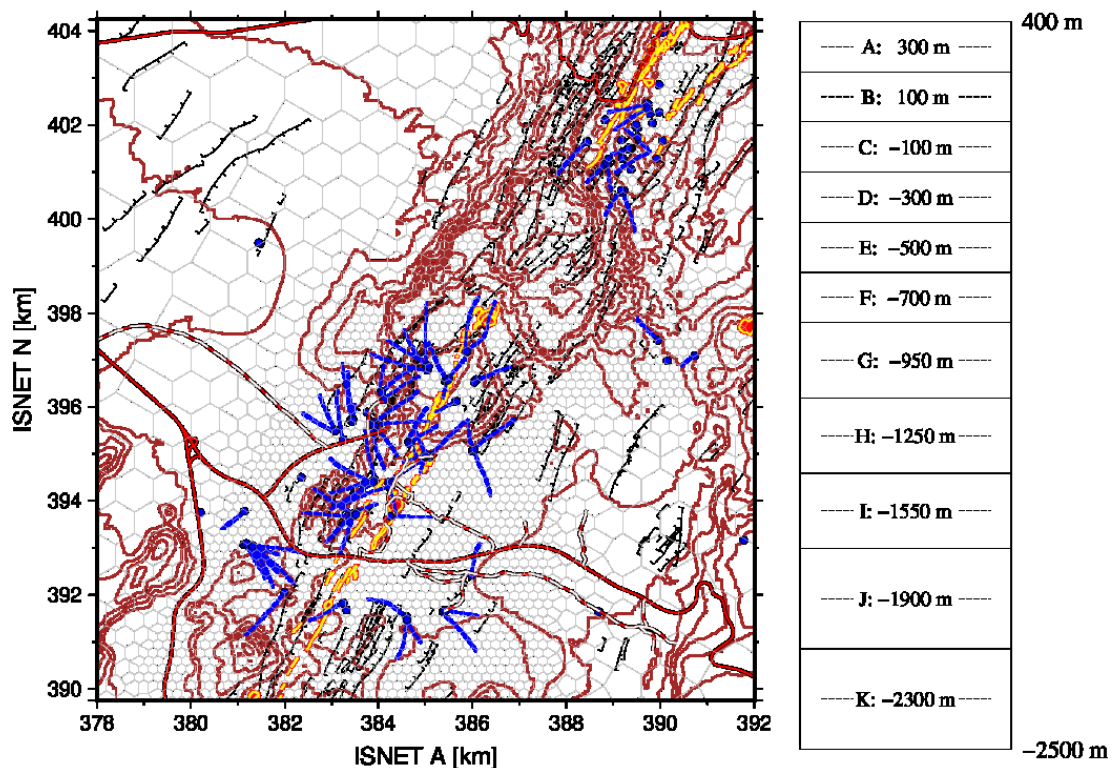 404
402
400
398
396
394
392
390
ISNET N [km]
378 380 382 384 386 388 390 392
ISNET A [km]
400 m
A: 300 m
B: 100 m
C: −100 m
D: −300 m
E: −500 m
F: −700 m
G: −950 m
H: −1250 m
I: −1550 m
J: −1900 m
K: −2300 m
−2500 m